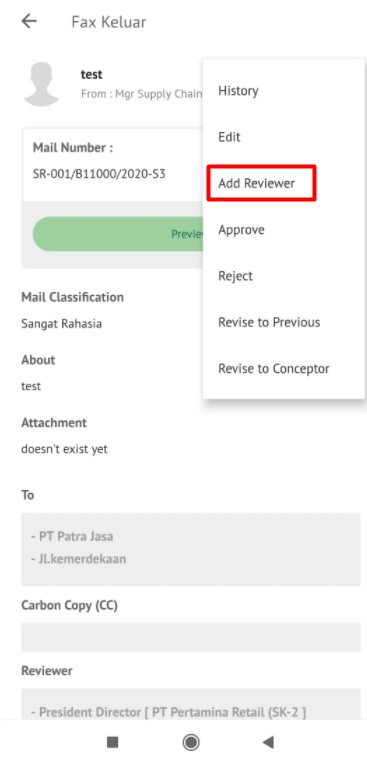 Fax Keluar
test
From : Mgr Supply Chain
History
Edit
Add Reviewer
Approve
Reject
Revise to Previous
Revise to Conceptor
Mail Number :
SR-001/B11000/2020-S3
Mail Classification
Sangat Rahasia
About
test
Attachment
doesn't exist yet
To
- PT Patra Jasa
- Jl.kemerdekaan
Carbon Copy (CC)
Reviewer
- President Director [ PT Pertamina Retail (SK-2 ]